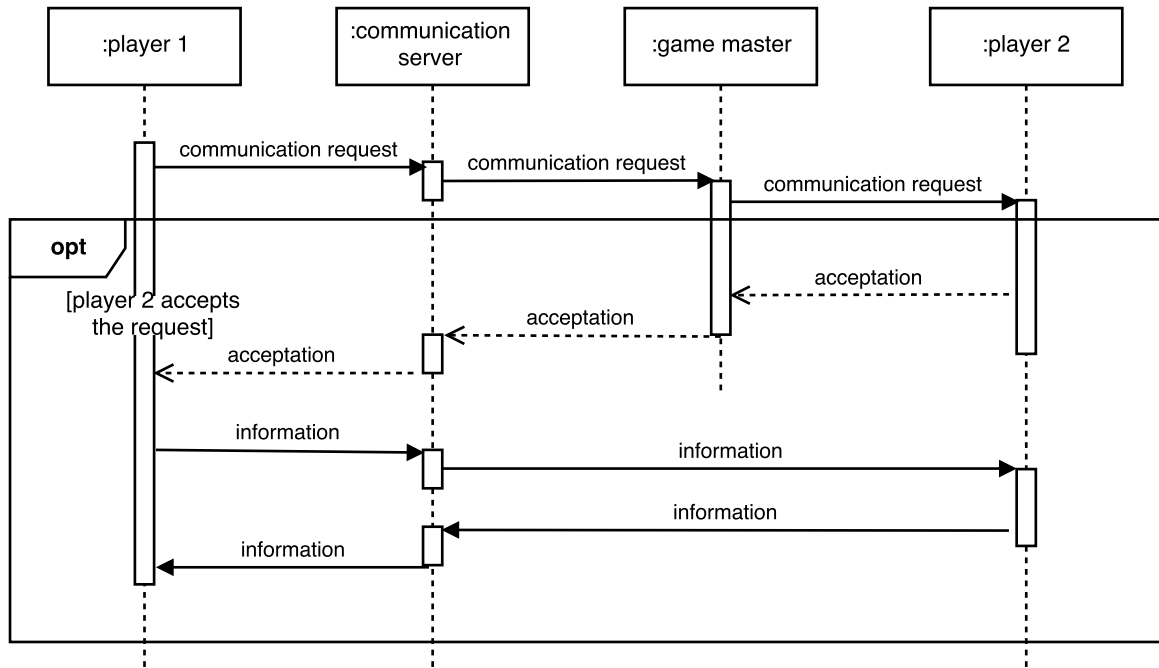 :player 1
:communication
server
:game master
:player 2
communication request
communication request
communication request
opt
[player 2 accepts
the request]
acceptation
acceptation
acceptation
information
information
information
information